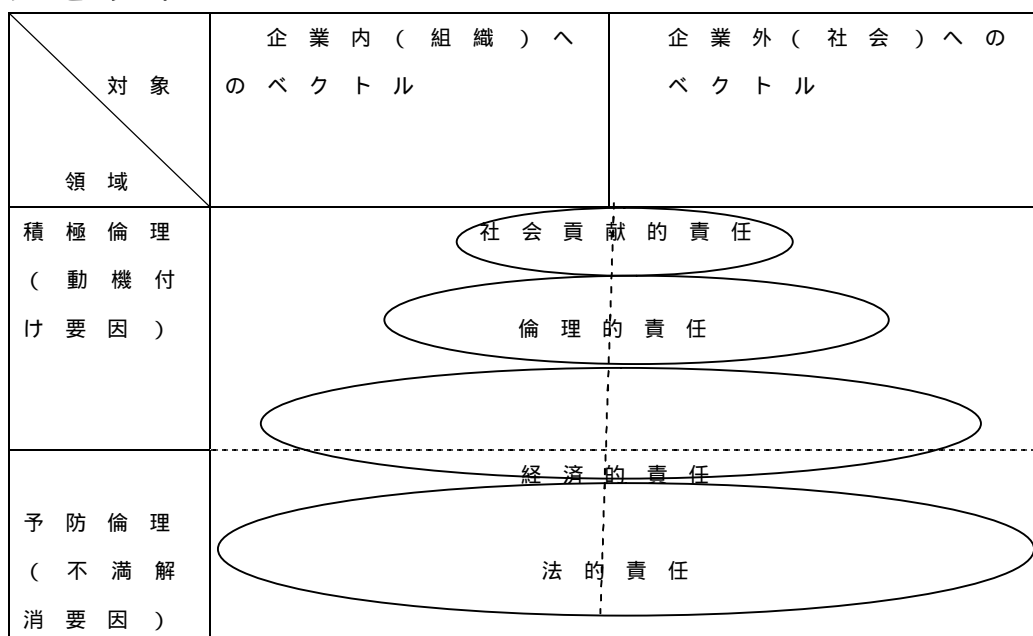 企業内(組織)へ
のベクトル
企業外(社会)への
ベクトル
対象
領域
積極倫理
(動機付
け要因)
社会貢献的責任
倫理的責任
経済的責任
予防倫理
(不満解
消要因)
法的責任